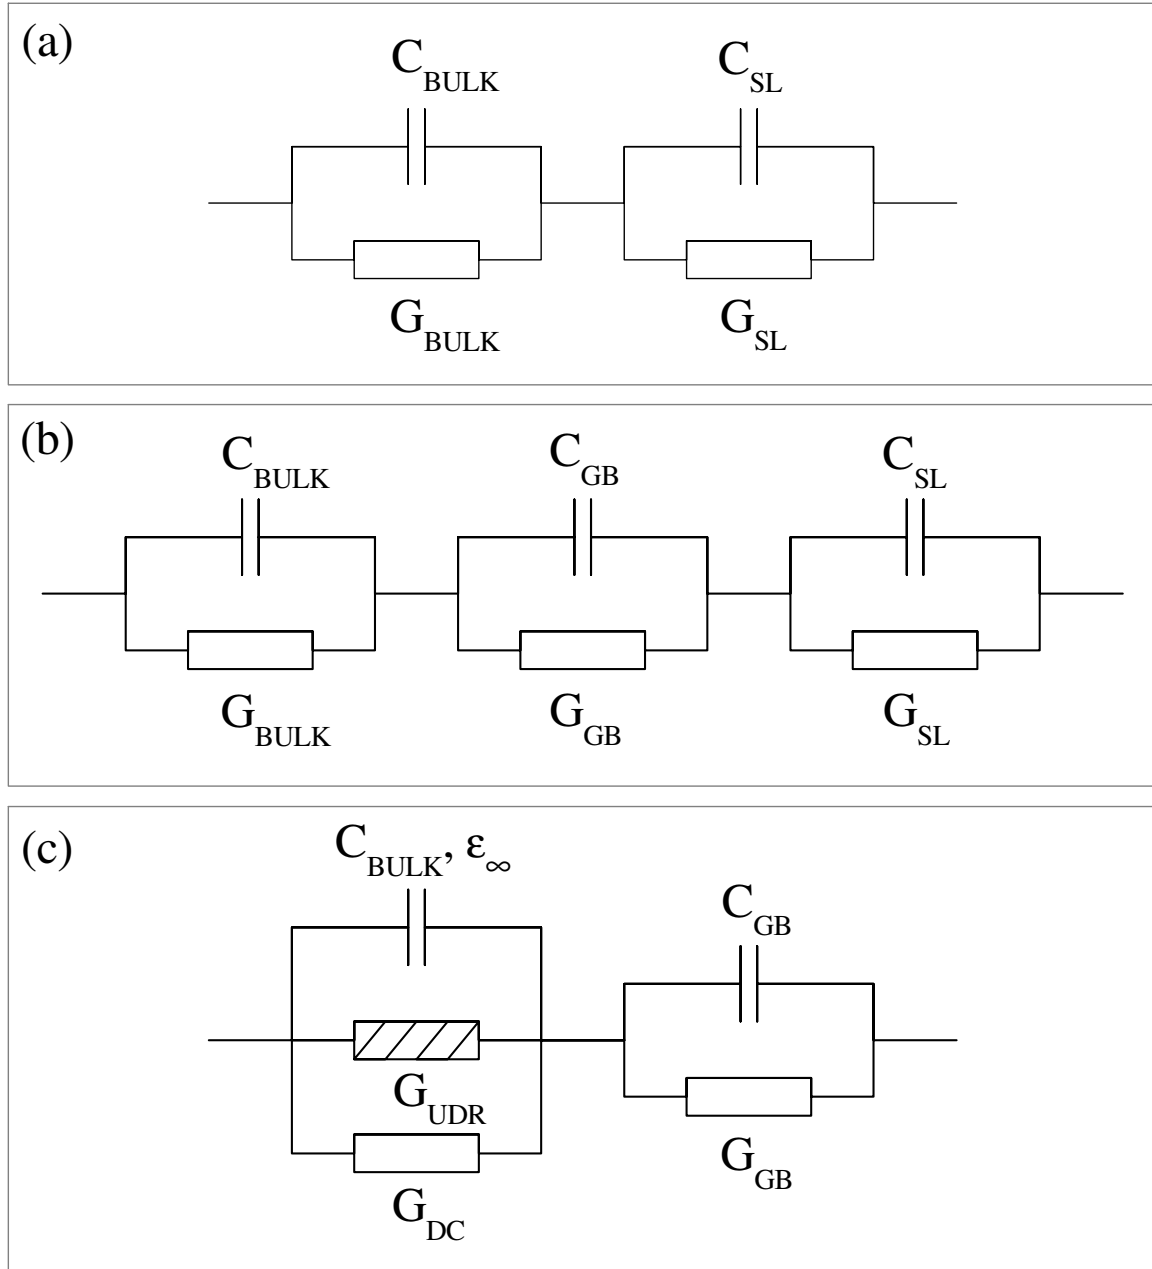 (a)
C_BULK C_SL
G_BULK G_SL
(b)
C_BULK C_GB C_SL
G_BULK G_GB G_SL
(c)
C_BULK, ε_∞
C_GB
G_UDR
G_GB
G_DC